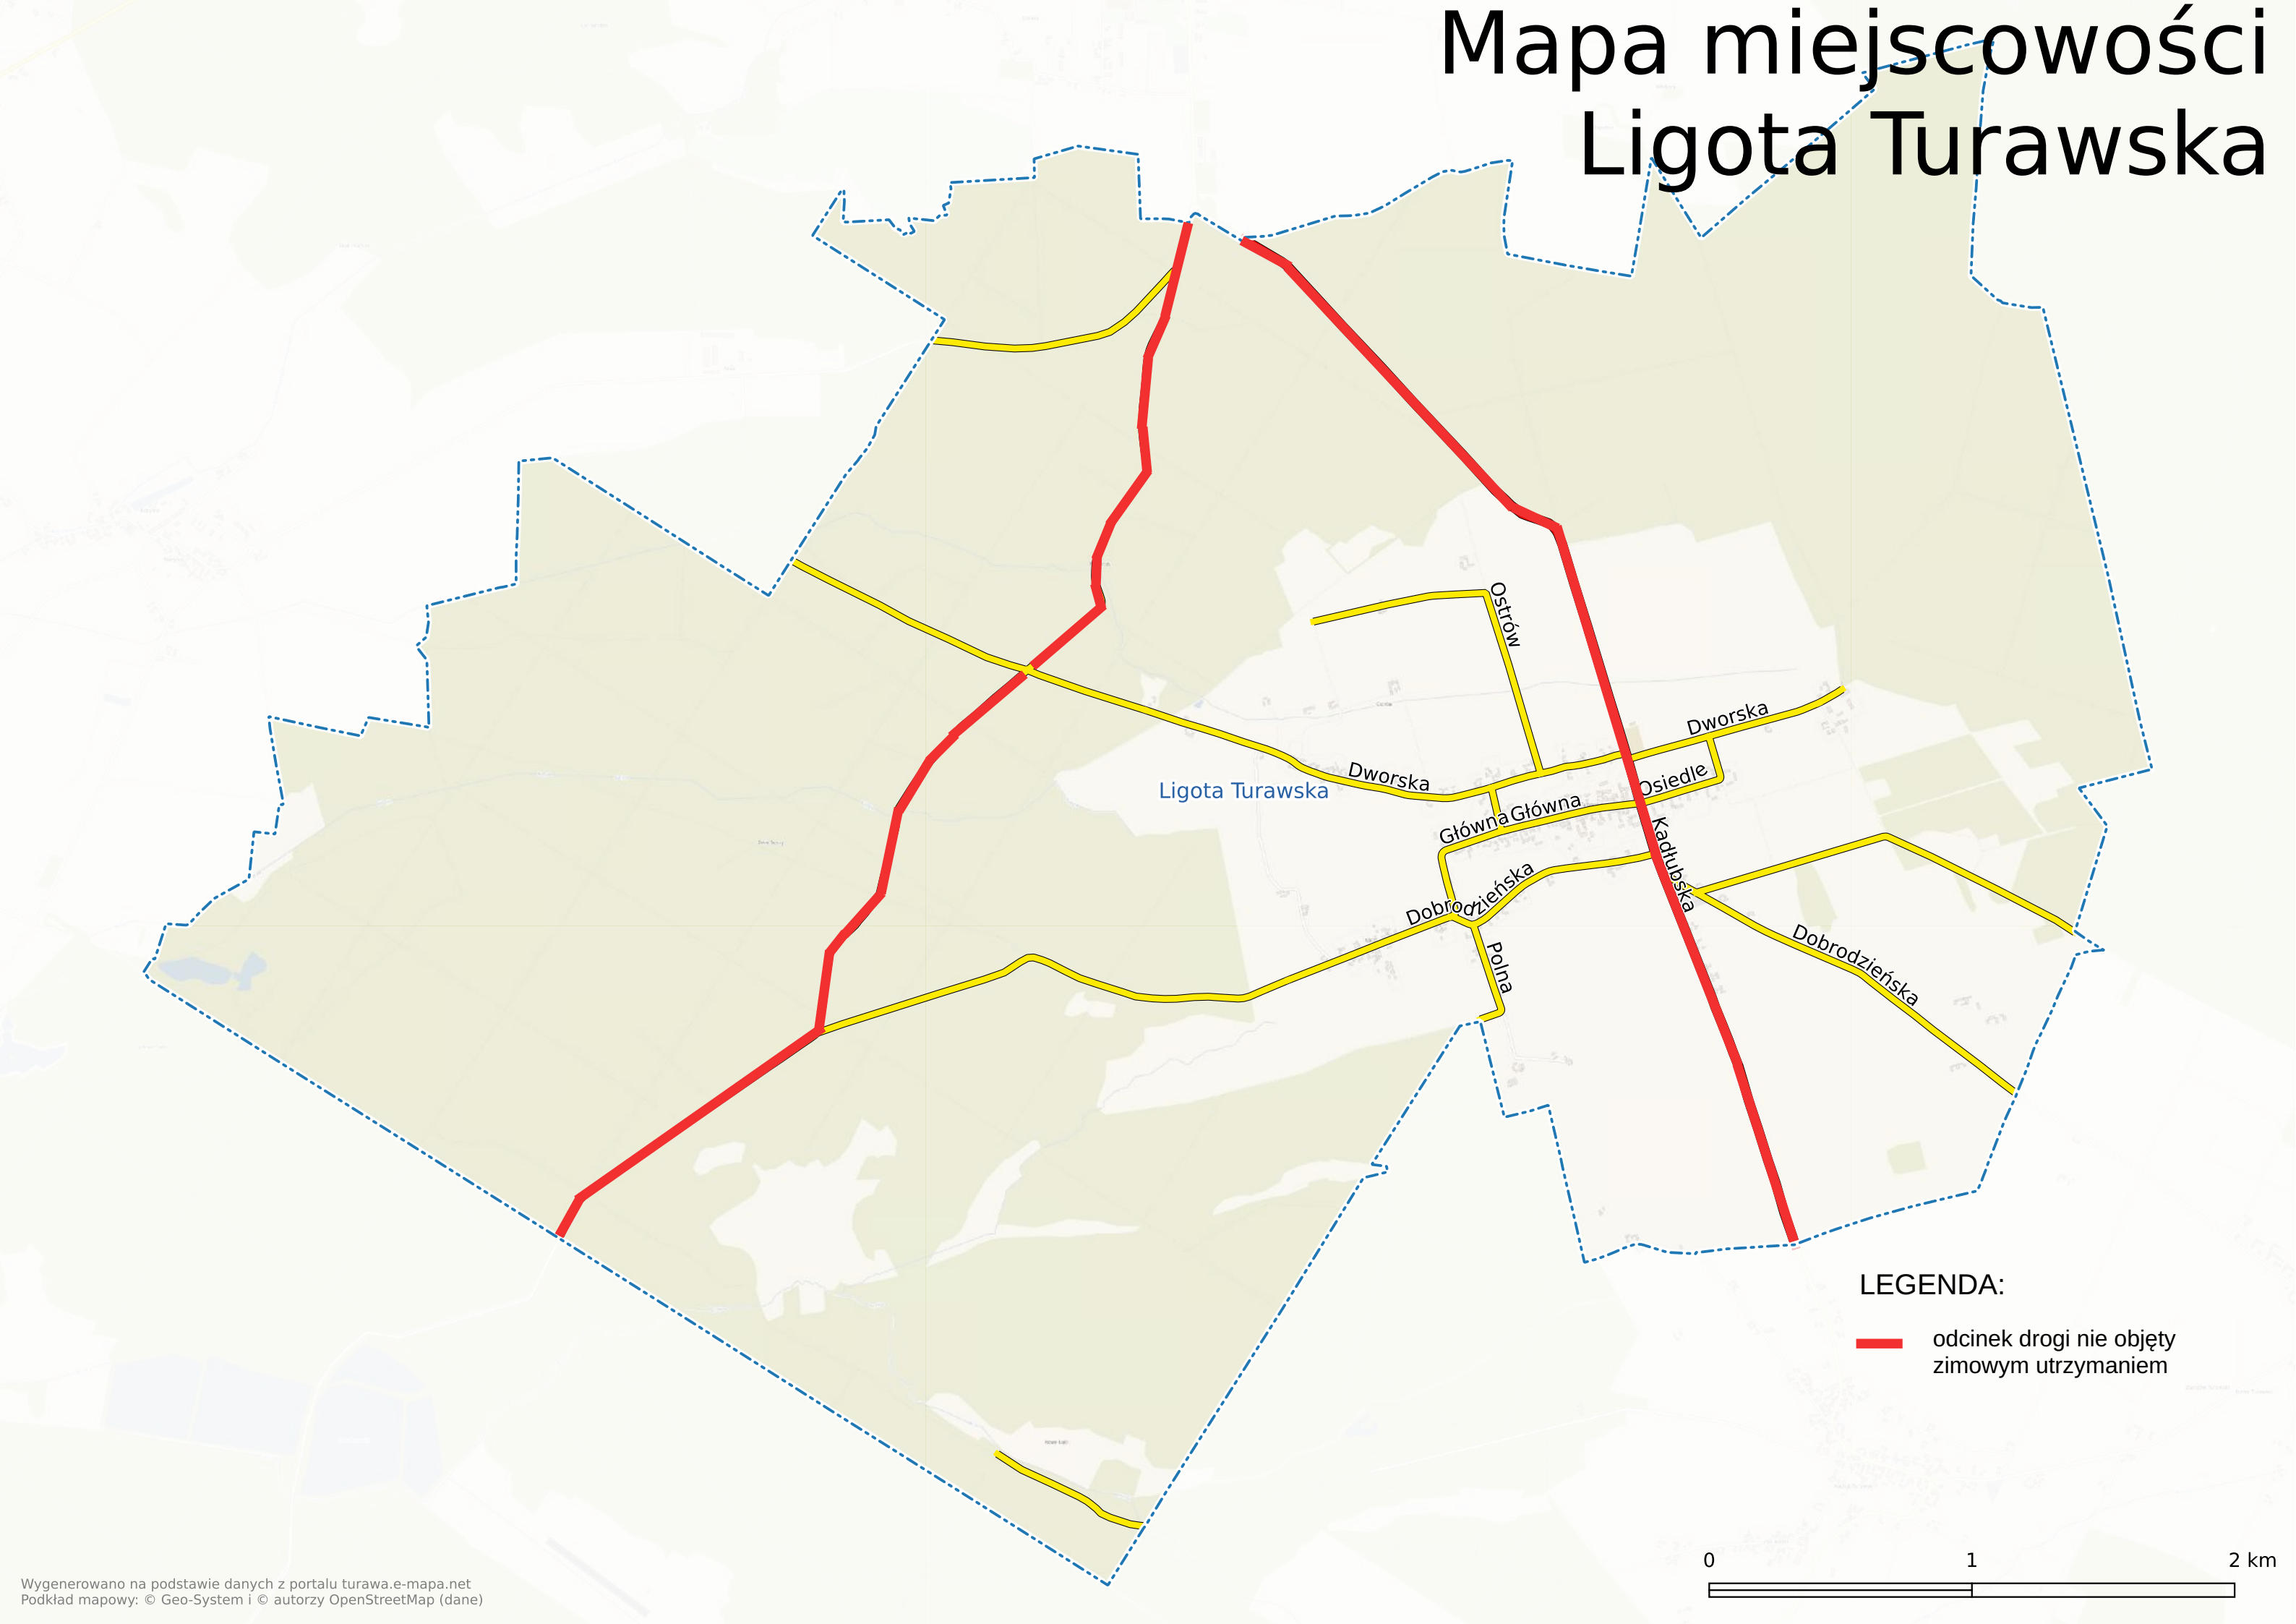 Mapa miejscowości
Ligota Turawska
Ostrów
Dworska
Dworska
Ligota Turawska
Osiedle
Główna
Główna
Kadłubska
Dobrodzieńska
Polna
Dobrodzieńska
LEGENDA:
odcinek drogi nie objęty
zimowym utrzymaniem
0 1 2 km
Wygenerowano na podstawie danych z portalu turawa.e-mapa.net
Podkład mapowy: © Geo-System i © autorzy OpenStreetMap (dane)